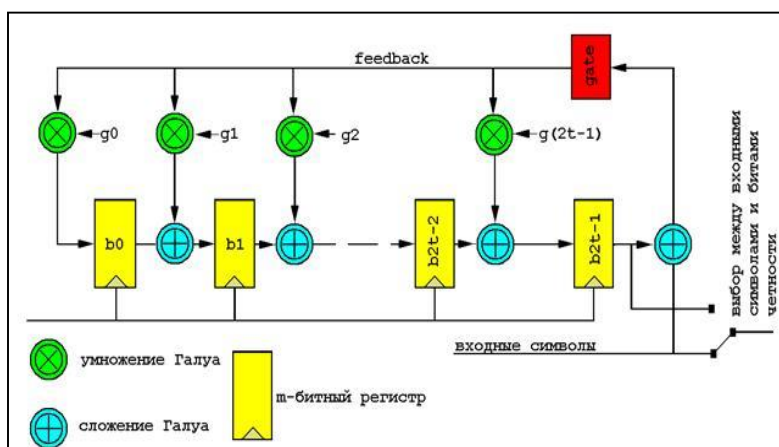 feedback
gate
g0
g1
g2
g(2t-1)
b0
b1
b2t-2
b2t-1
выбор между входными
символами и битами
четности
входные символы
умножение Галуа
m-битный регистр
сложение Галуа